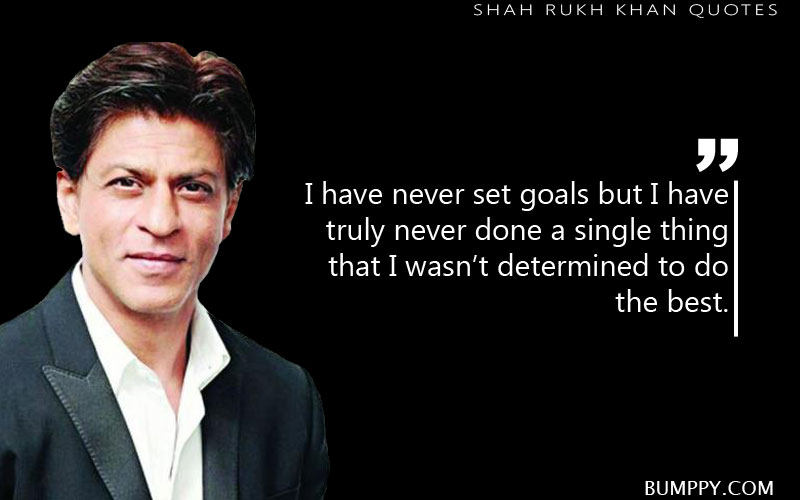 SHAH RUKH KHAN QUOTES
”
I have never set goals but I have
truly never done a single thing
that I wasn’t determined to do
the best.
BUMPPY.COM